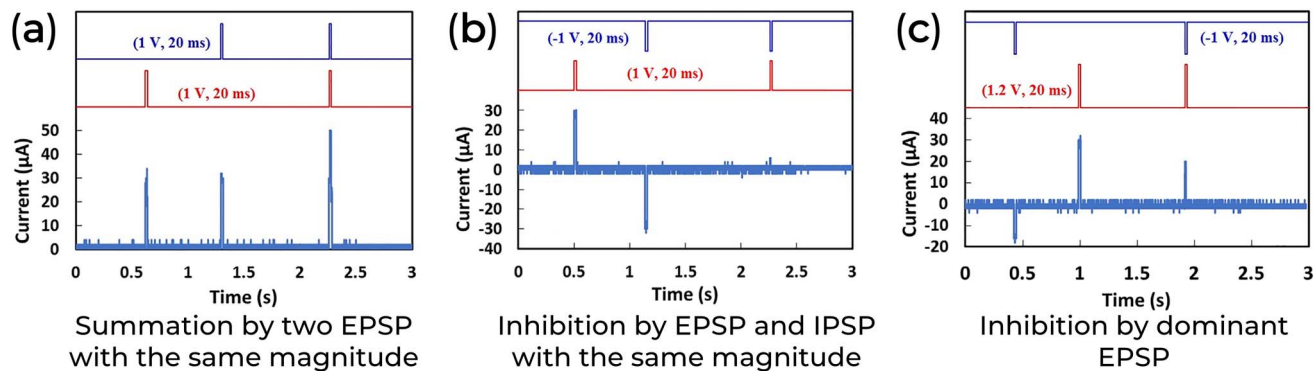 (a)
(1 V, 20 ms)
(1 V, 20 ms)
50
40
30
20
10
0
Current (µA)
0 0.5 1 1.5 2 2.5 3
Time (s)
Summation by two EPSP
with the same magnitude
(b)
(-1 V, 20 ms)
(1 V, 20 ms)
30
20
10
0
-10
-20
-30
-40
Current (µA)
0 0.5 1 1.5 2 2.5 3
Time (s)
Inhibition by EPSP and IPSP
with the same magnitude
(c)
(-1 V, 20 ms)
(1.2 V, 20 ms)
40
30
20
10
0
-10
-20
Current (µA)
0 0.5 1 1.5 2 2.5 3
Time (s)
Inhibition by dominant
EPSP